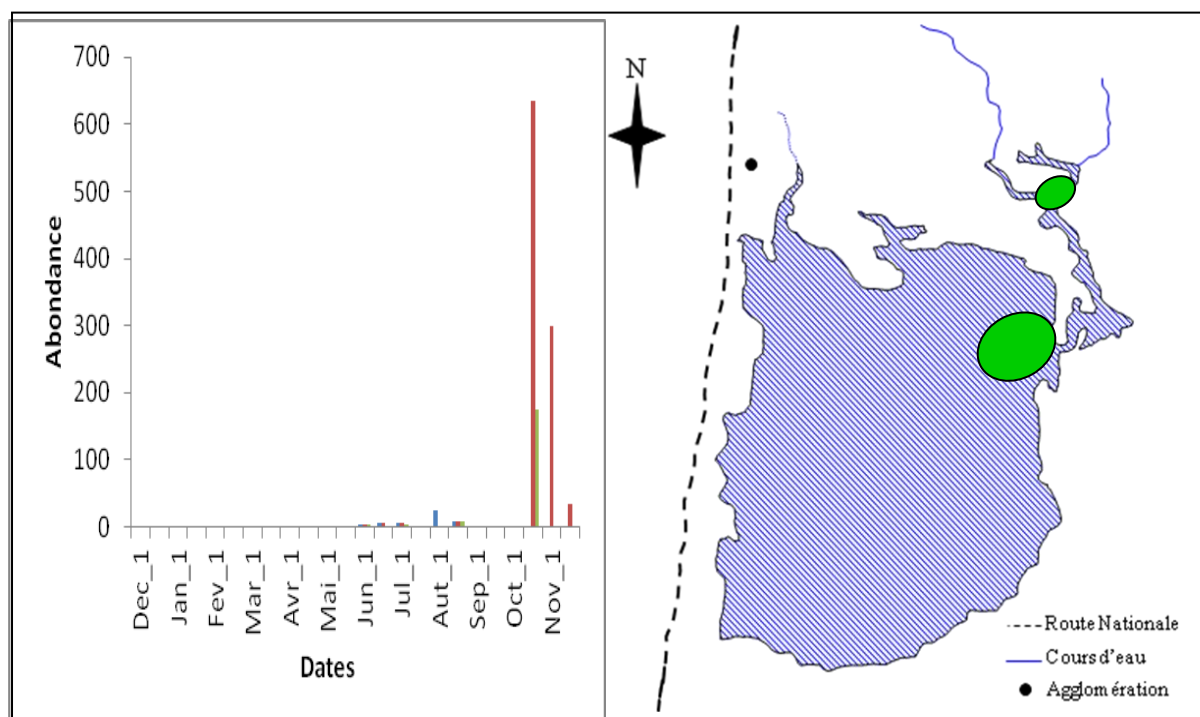 700
600
500
400
300
200
100
0
Abondance
Dec_1
Jan_1
Fev_1
Mar_1
Avr_1
Mai_1
Jun_1
Jul_1
Aut_1
Sep_1
Oct_1
Nov_1
Dates
N
Route Nationale
Cours d'eau
Agglomération